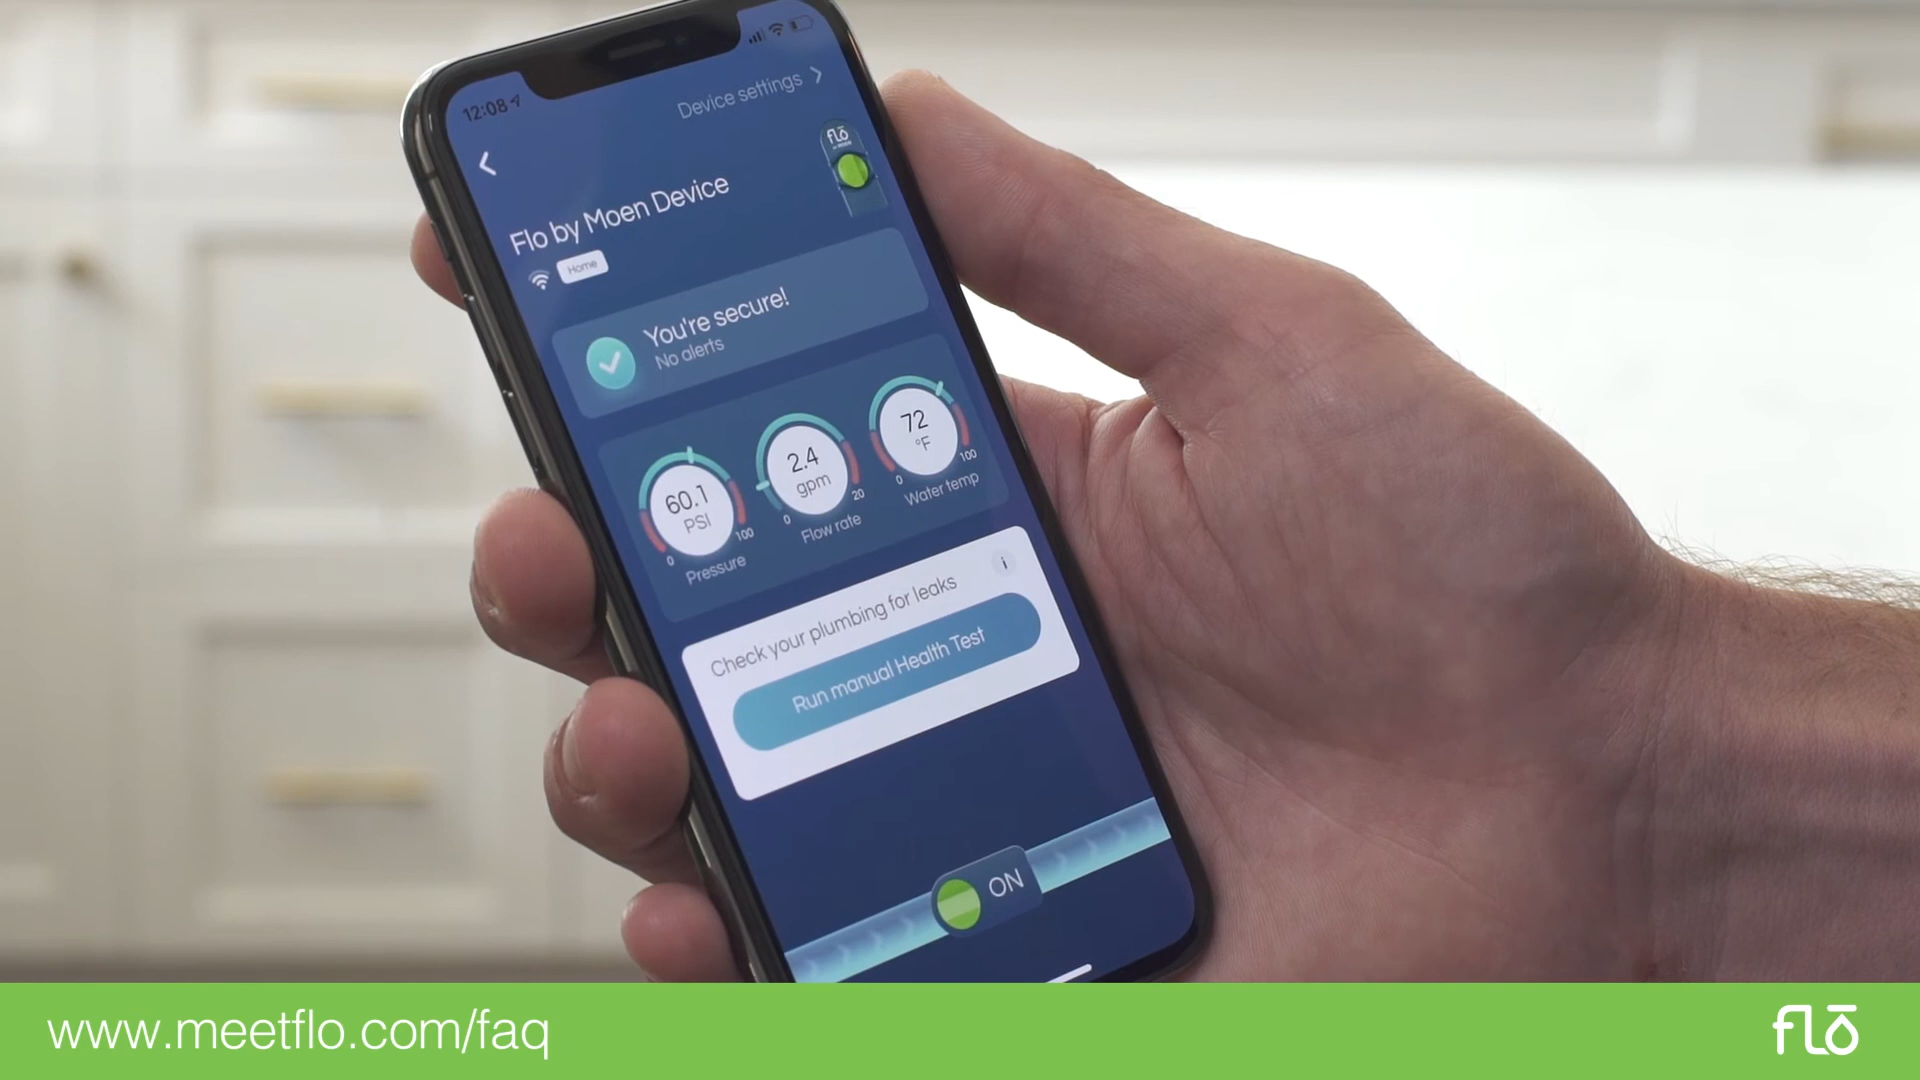 12:08
Device settings
flō
Flo by Moen Device
Home
You're secure!
No alerts
60.1
PSI
0
100
Pressure
2.4
gpm
0
20
Flow rate
72
°F
0
100
Water temp
Check your plumbing for leaks
i
Run manual Health Test
ON
www.meetflo.com/faq
flō